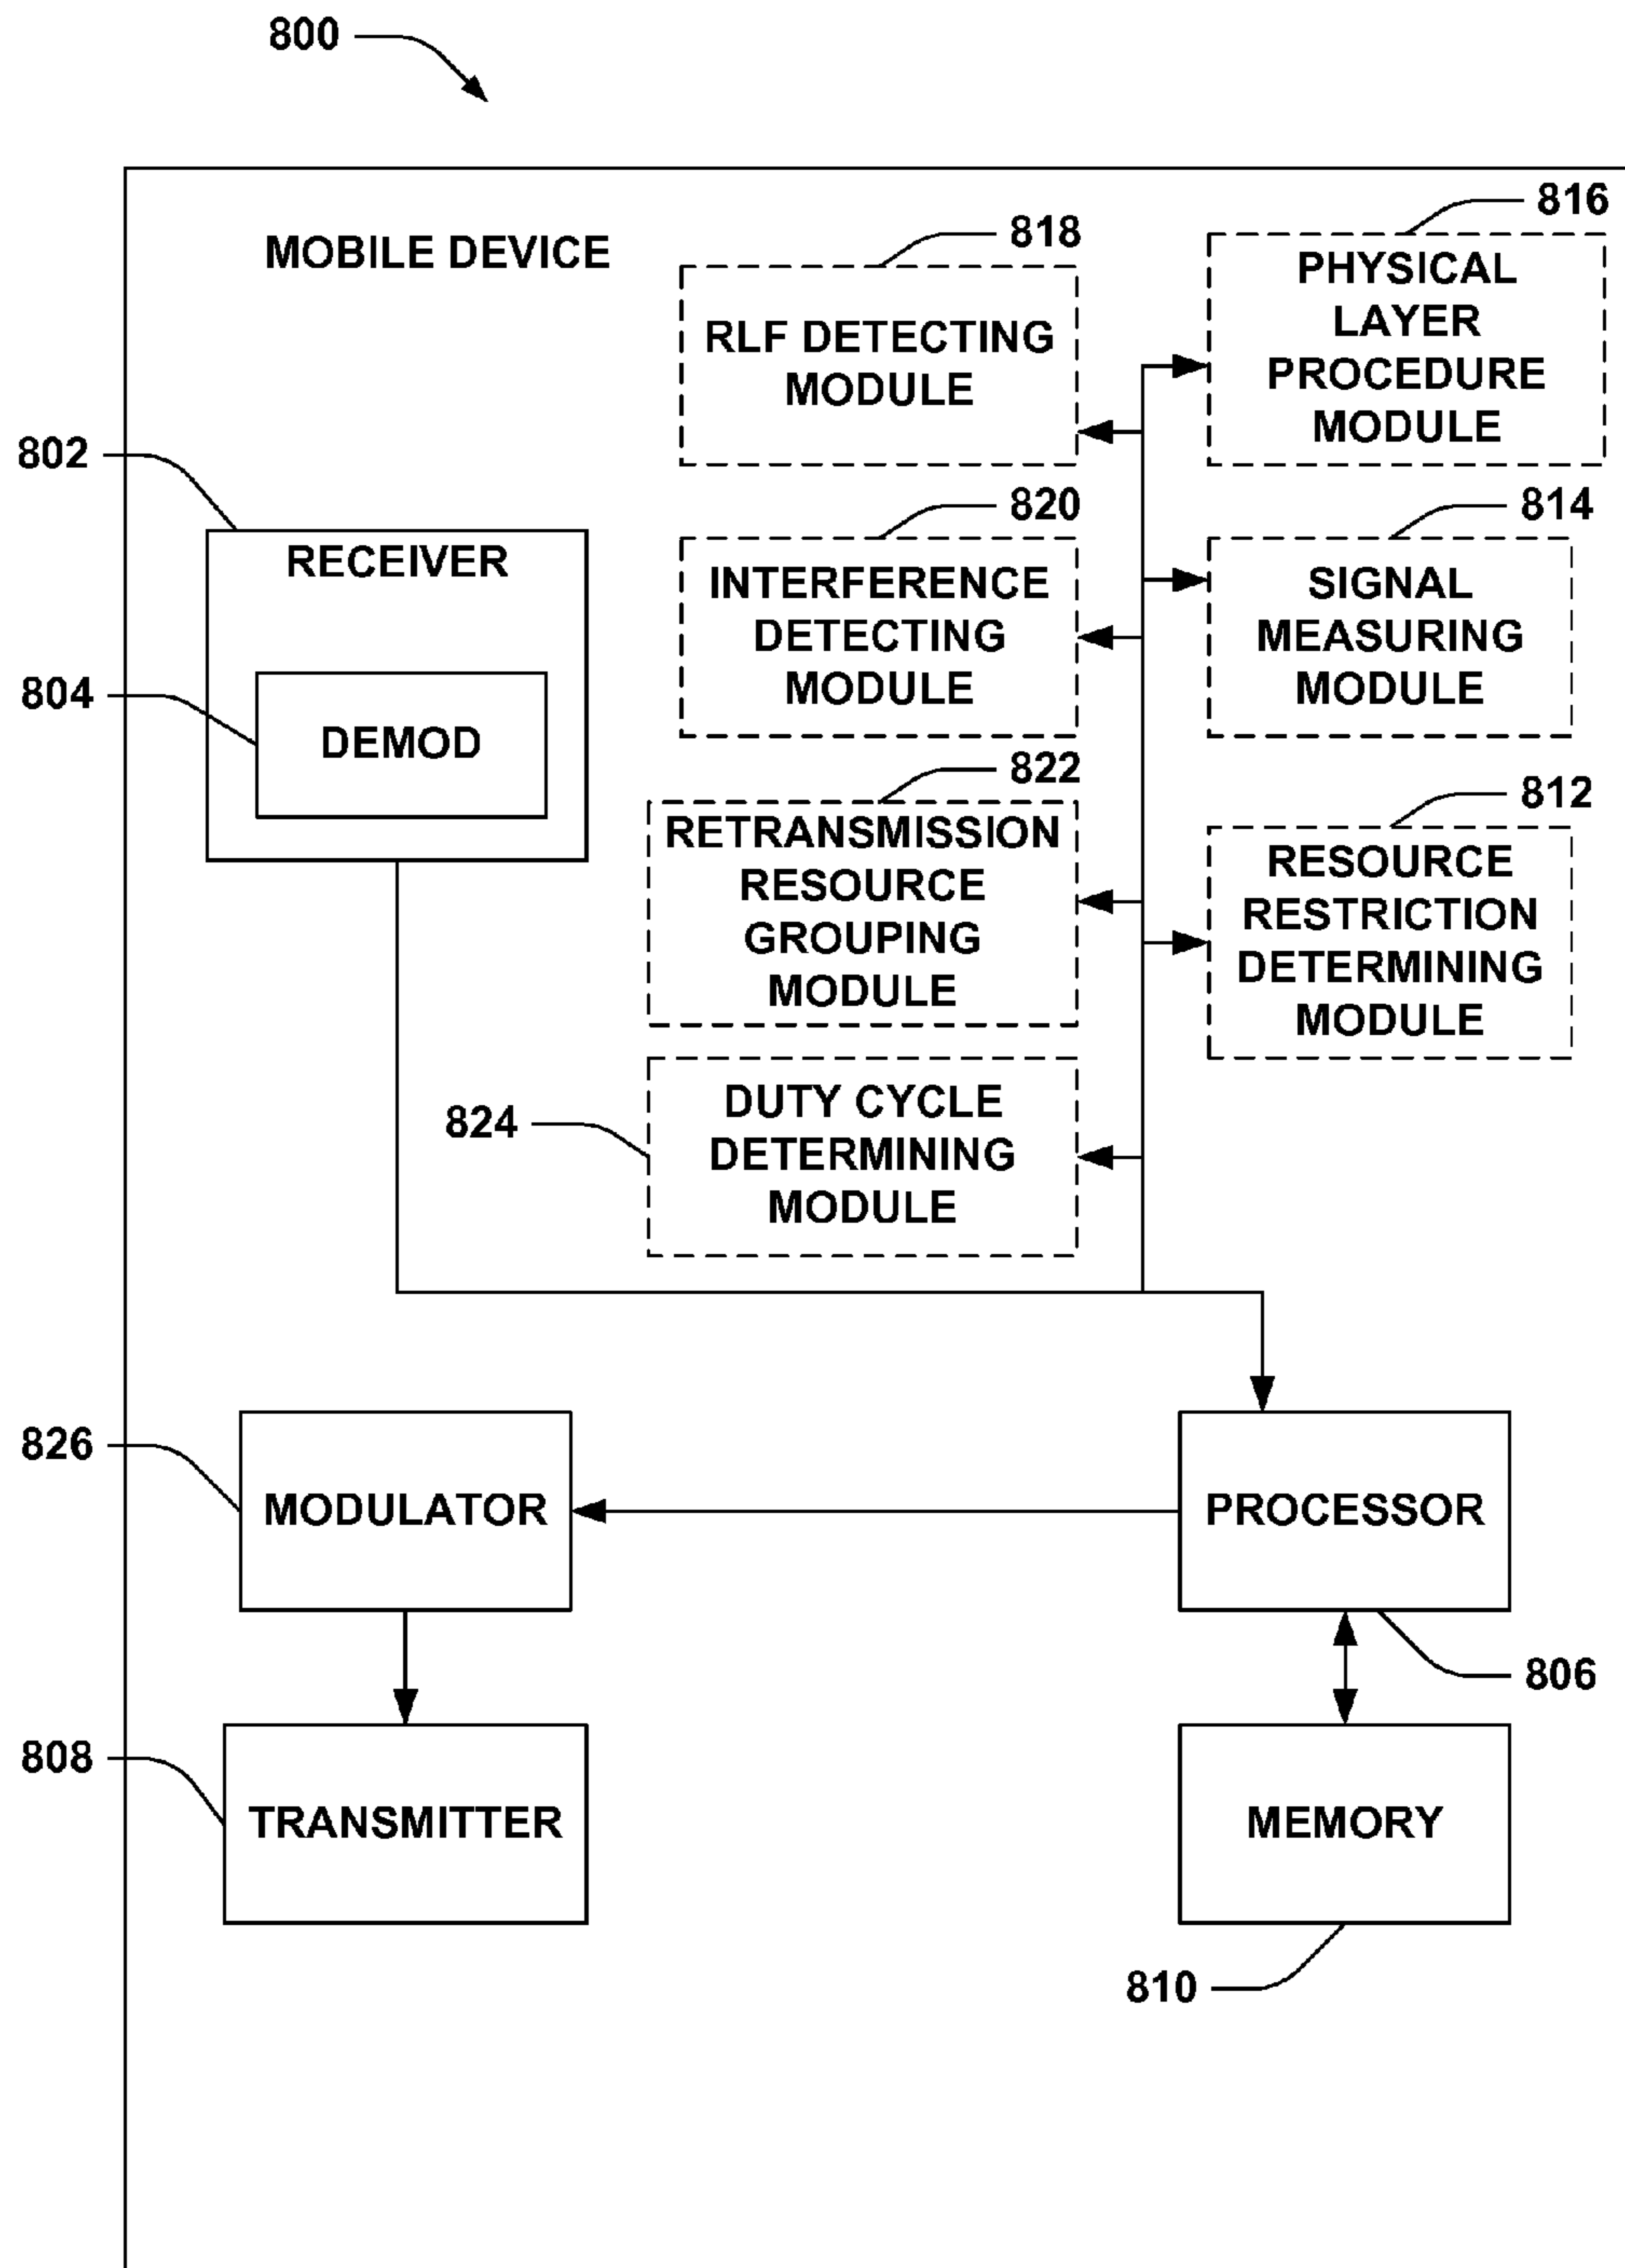 800
MOBILE DEVICE
818
RLF DETECTING
MODULE
816
PHYSICAL
LAYER
PROCEDURE
MODULE
802
RECEIVER
804
DEMOD
820
INTERFERENCE
DETECTING
MODULE
814
SIGNAL
MEASURING
MODULE
822
RETRANSMISSION
RESOURCE
GROUPING
MODULE
812
RESOURCE
RESTRICTION
DETERMINING
MODULE
824
DUTY CYCLE
DETERMINING
MODULE
826
MODULATOR
PROCESSOR
806
808
TRANSMITTER
MEMORY
810